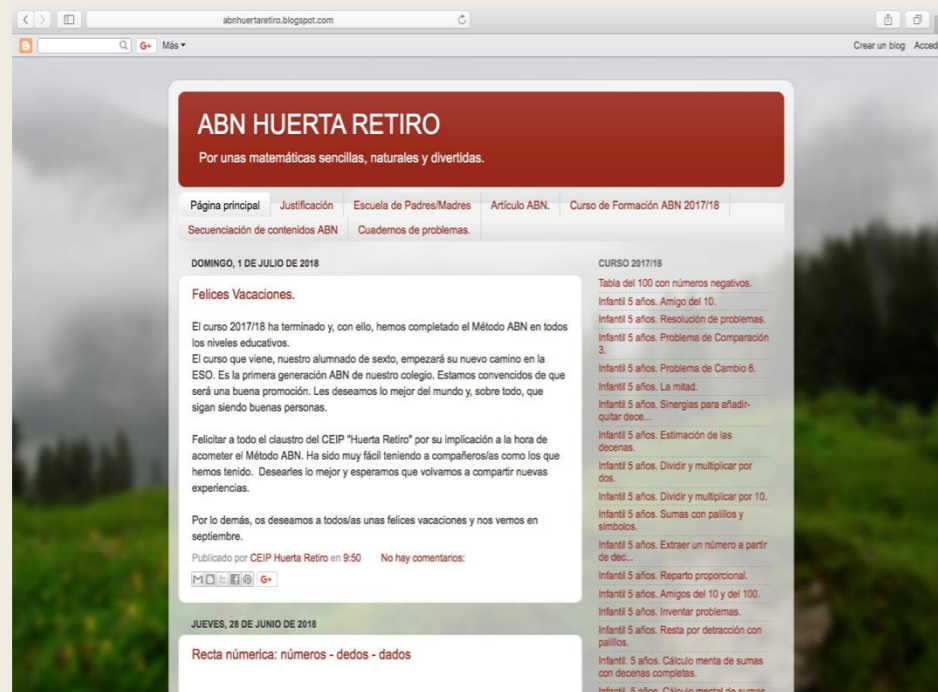 abnhuertaretiro.blogspot.com
G+ Más
Crear un blog Acced
ABN HUERTA RETIRO
Por unas matemáticas sencillas, naturales y divertidas.
Página principal Justificación Escuela de Padres/Madres Artículo ABN. Curso de Formación ABN 2017/18
Secuenciación de contenidos ABN Cuadernos de problemas.
DOMINGO, 1 DE JULIO DE 2018
Felices Vacaciones.
El curso 2017/18 ha terminado y, con ello, hemos completado el Método ABN en todos
los niveles educativos.
El curso que viene, nuestro alumnado de sexto, empezará su nuevo camino en la
ESO. Es la primera generación ABN de nuestro colegio. Estamos convencidos de que
será una buena promoción. Les deseamos lo mejor del mundo y, sobre todo, que
sigan siendo buenas personas.
Felicitar a todo el claustro del CEIP "Huerta Retiro" por su implicación a la hora de
acometer el Método ABN. Ha sido muy fácil teniendo a compañeros/as como los que
hemos tenido. Desearles lo mejor y esperamos que volvamos a compartir nuevas
experiencias.
Por lo demás, os deseamos a todos/as unas felices vacaciones y nos vemos en
septiembre.
Publicado por CEIP Huerta Retiro en 9:50 No hay comentarios:
G+
JUEVES, 28 DE JUNIO DE 2018
Recta númerica: números - dedos - dados
CURSO 2017/18
Tabla del 100 con números negativos.
Infantil 5 años. Amigo del 10.
Infantil 5 años. Resolución de problemas.
Infantil 5 años. Problema de Comparación
3.
Infantil 5 años. Problema de Cambio 6.
Infantil 5 años. La mitad.
Infantil 5 años. Sinergias para añadir-
quitar dece...
Infantil 5 años. Estimación de las
decenas.
Infantil 5 años. Dividir y multiplicar por
dos.
Infantil 5 años. Dividir y multiplicar por 10.
Infantil 5 años. Sumas con palillos y
símbolos.
Infantil 5 años. Extraer un número a partir
de dec...
Infantil 5 años. Reparto proporcional.
Infantil 5 años. Amigos del 10 y del 100.
Infantil 5 años. Inventar problemas.
Infantil 5 años. Resta por detracción con
palillos.
Infantil. 5 años. Cálculo menta de sumas
con decenas completas.
Infantil. 5 años. Cálculo mental de sumas